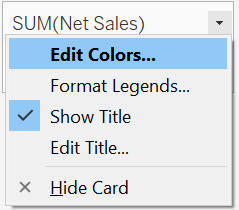 SUM(Net Sales)
Edit Colors...
Format Legends...
Show Title
Edit Title...
Hide Card